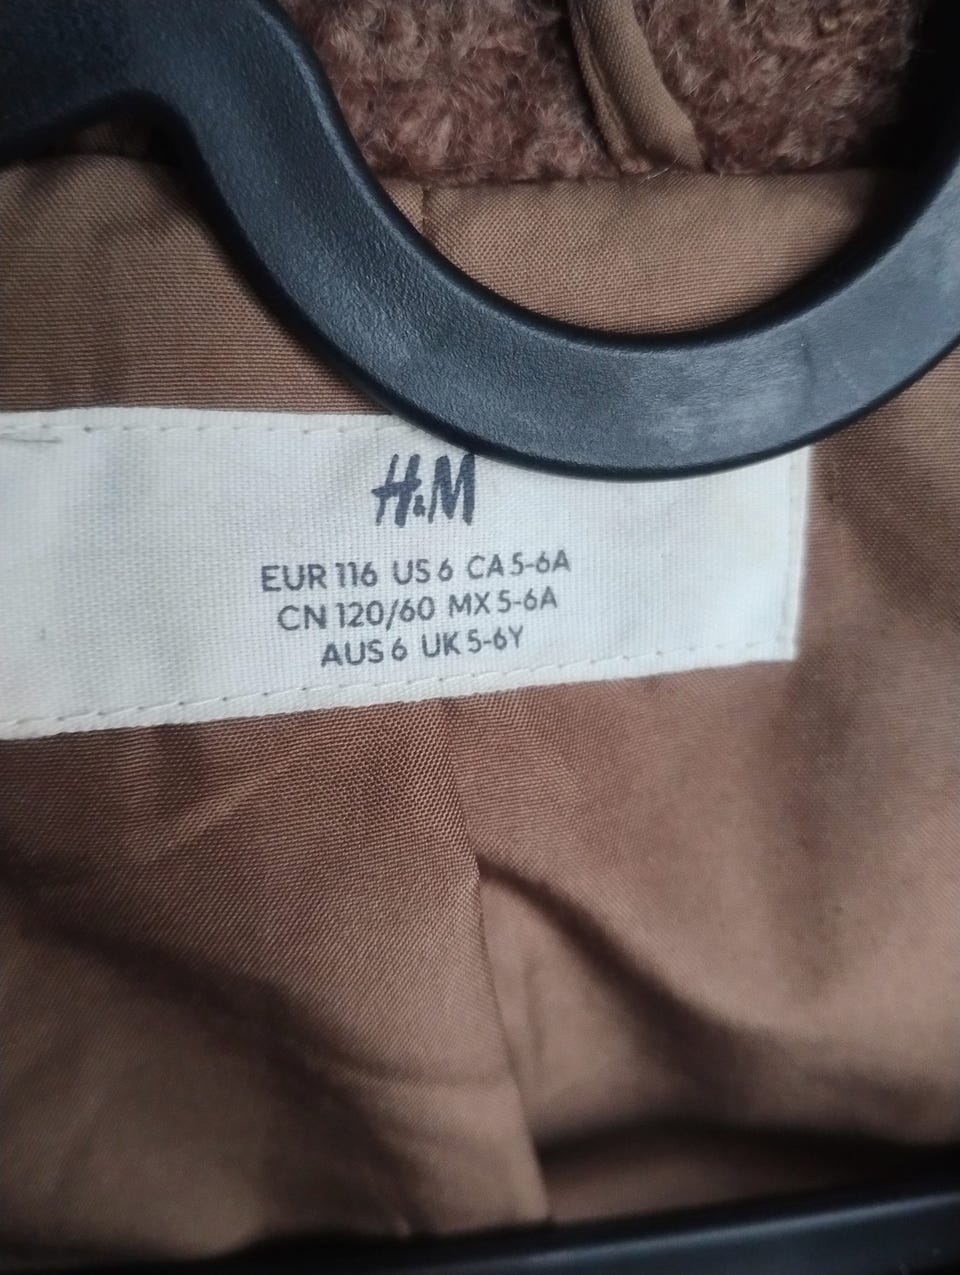 H&M
EUR 116 US 6 CA 5-6A
CN 120/60 MX 5-6A
AUS 6 UK 5-6Y